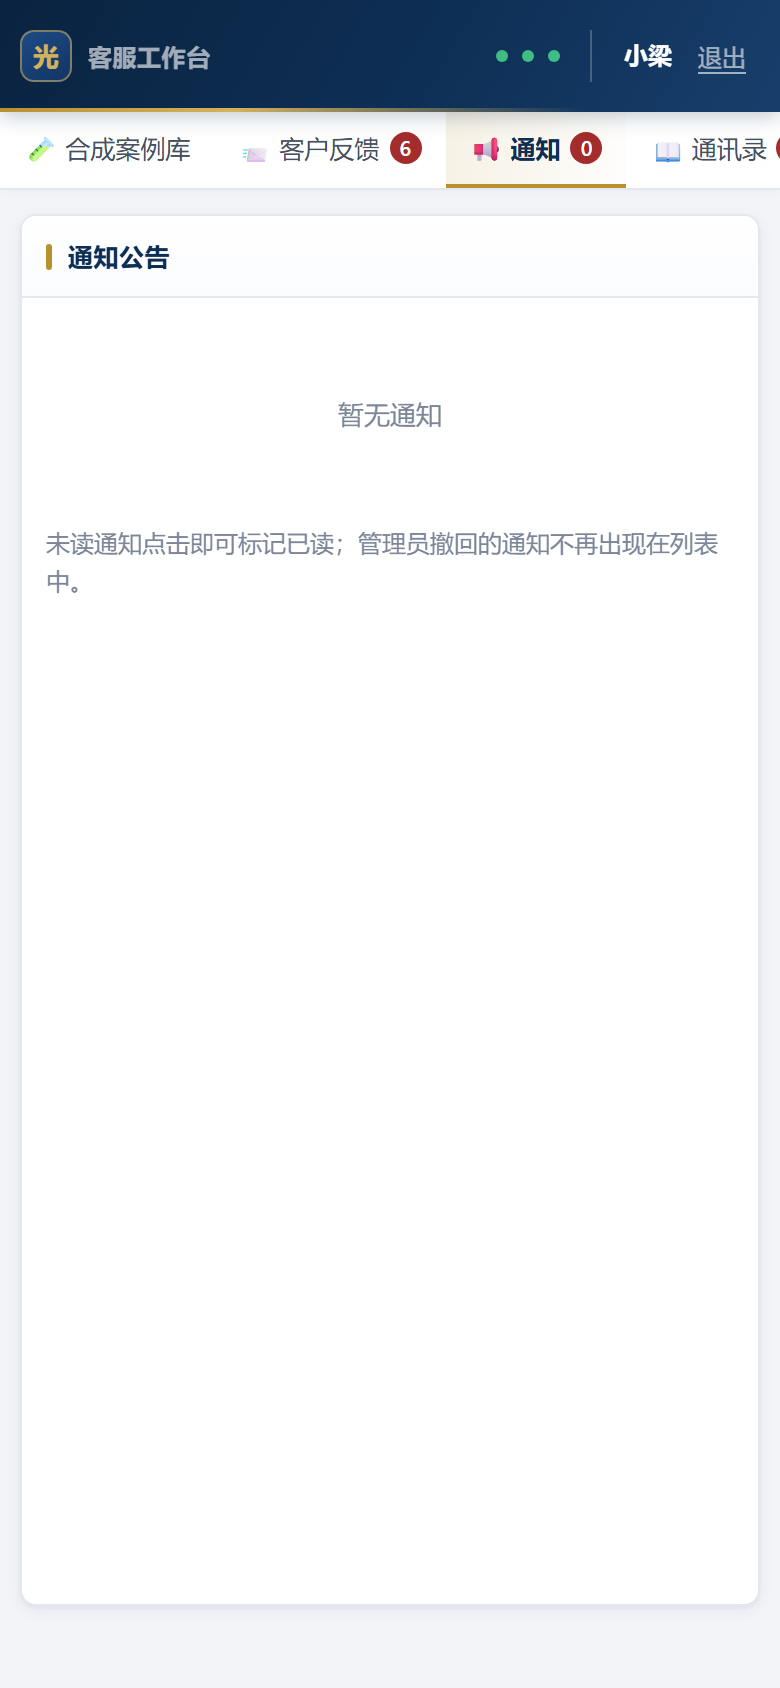 光 客服工作台 小梁 退出
合成案例库 客户反馈 6 通知 0 通讯录
通知公告
暂无通知
未读通知点击即可标记已读；管理员撤回的通知不再出现在列表
中。